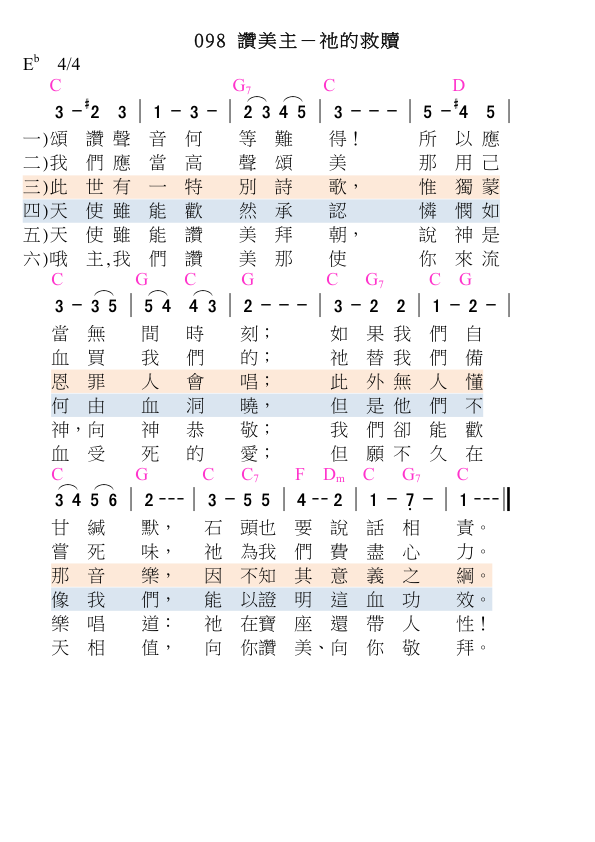 098 讚美主－祂的救贖
E♭ 4/4
C G7 C D
3 － #2 3 | 1 － 3 － | 2 3 4 5 | 3 － － － | 5 － #4 5 |
一)頌 讚 聲 音 何 等 難 得！ 所 以 應
二)我 們 應 當 高 聲 頌 美 那 用 己
三)此 世 有 一 特 別 詩 歌， 惟 獨 蒙
四)天 使 雖 能 歡 然 承 認 憐 憫 如
五)天 使 雖 能 讚 美 拜 朝， 說 神 是
六)哦 主,我 們 讚 美 那 使 你 來 流
C G C G C G7 C G
3 － 3 5 | 5 4 4 3 | 2 － － － | 3 － 2 2 | 1 － 2 － |
當 無 間 時 刻； 如 果 我 們 自
血 買 我 們 的； 祂 替 我 們 備
恩 罪 人 會 唱； 此 外 無 人 懂
何 由 血 洞 曉， 但 是 他 們 不
神，向 神 恭 敬； 我 們 卻 能 歡
血 受 死 的 愛； 但 願 不 久 在
C G C C7 F Dm C G7 C
3 4 5 6 | 2 - - - | 3 － 5 5 | 4 - - 2 | 1 － 7̣ － | 1 - - - ‖
甘 緘 默， 石 頭也 要 說 話 相 責。
嘗 死 味， 祂 為我 們 費 盡 心 力。
那 音 樂， 因 不知 其 意 義 之 綱。
像 我 們， 能 以證 明 這 血 功 效。
樂 唱 道： 祂 在寶 座 還 帶 人 性！
天 相 值， 向 你讚 美、向 你 敬 拜。